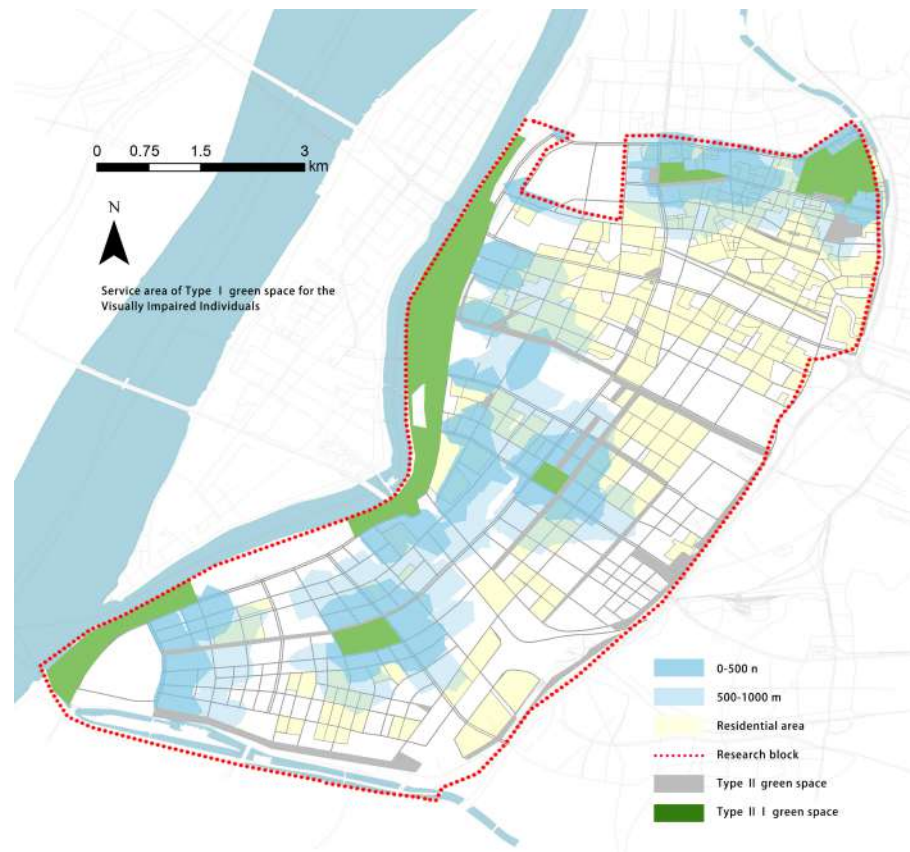 0 0.75 1.5 3
km
N
Service area of Type I green space for the
Visually Impaired Individuals
0-500 n
500-1000 m
Residential area
Research block
Type II green space
Type II I green space